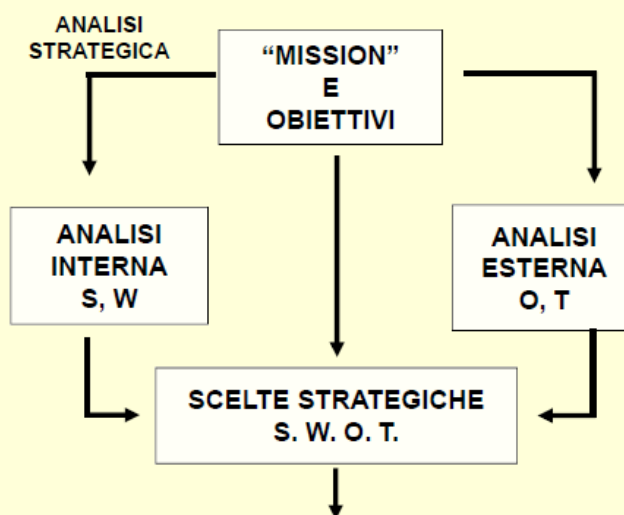 ANALISI
STRATEGICA
“MISSION”
E
OBIETTIVI
ANALISI
INTERNA
S, W
ANALISI
ESTERNA
O, T
SCELTE STRATEGICHE
S. W. O. T.